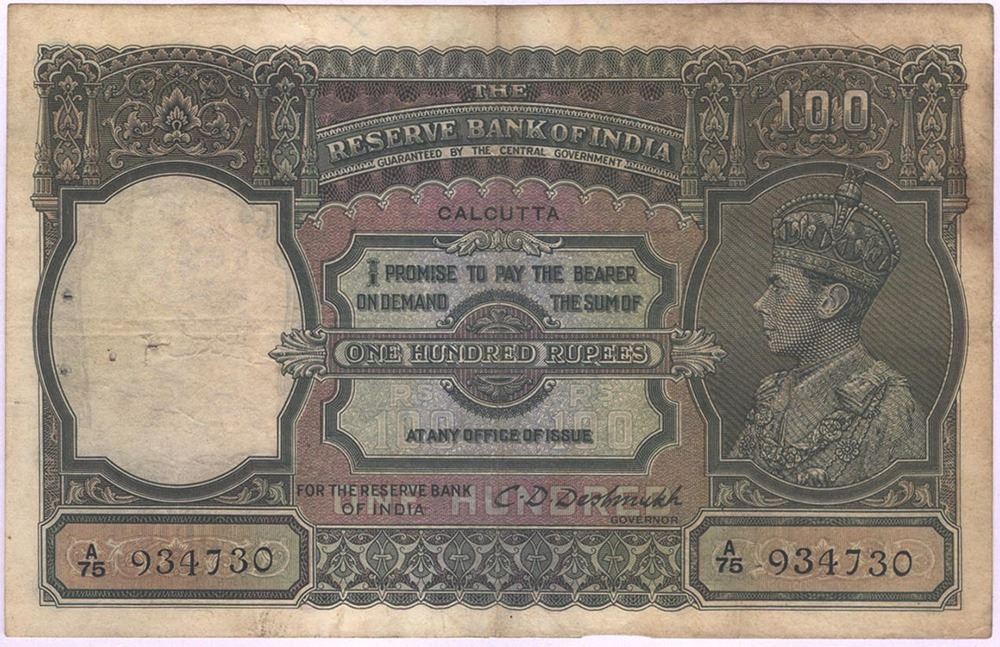 THE
100
RESERVE BANK OF INDIA
GUARANTEED BY THE CENTRAL GOVERNMENT
CALCUTTA
I PROMISE TO PAY THE BEARER
ON DEMAND THE SUM OF
ONE HUNDRED RUPEES
RS RS
100 100
AT ANY OFFICE OF ISSUE
FOR THE RESERVE BANK
OF INDIA
C. D. Deshmukh
ONE HUNDRED
GOVERNOR
A/75 934730
A/75 934730